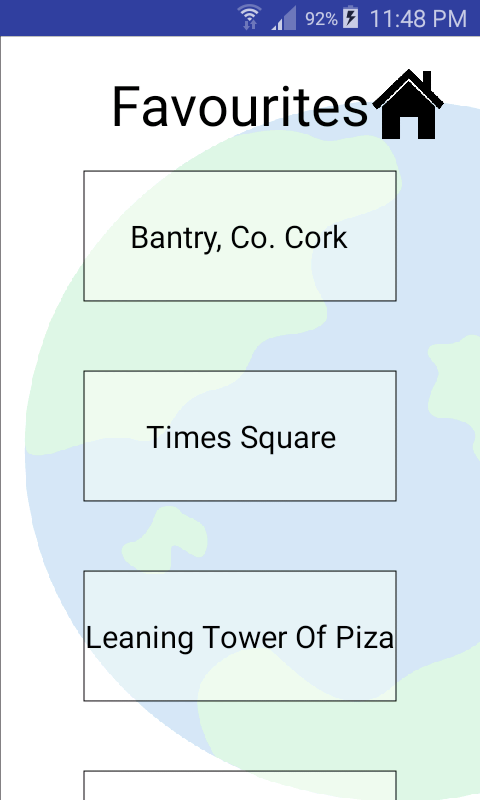 92% 11:48 PM
Favourites
Bantry, Co. Cork
Times Square
Leaning Tower Of Piza